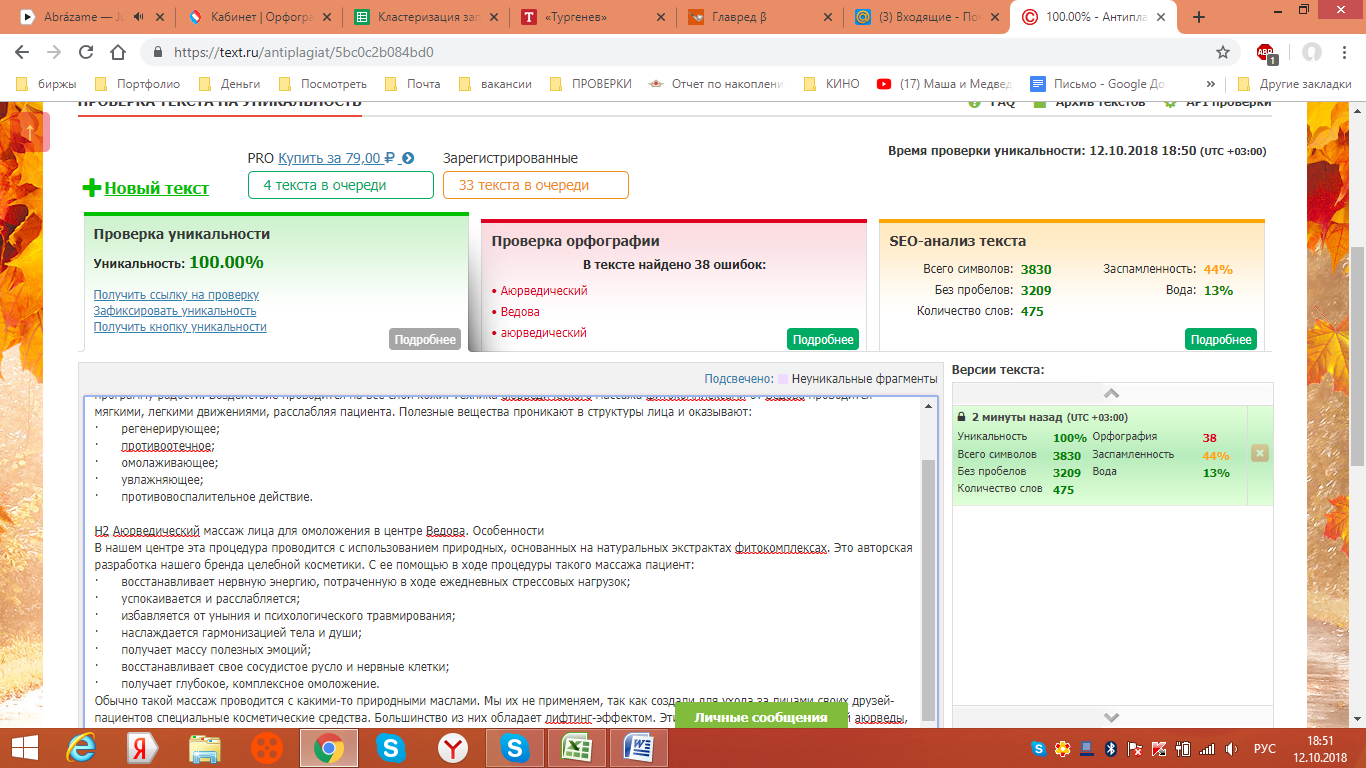 Abrázame — Ju
Кабинет | Орфогра
Кластеризация зап
«Тургенев»
Главред β
(3) Входящие - Поч
100.00% - Антипла
https://text.ru/antiplagiat/5bc0c2b084bd0
ABP
1
биржы
Портфолио
Деньги
Посмотреть
Почта
вакансии
ПРОВЕРКИ
Отчет по накоплени
КИНО
(17) Маша и Медвед
Письмо - Google До
»
Другие закладки
ПРОВЕРКА ТЕКСТА НА УНИКАЛЬНОСТЬ
FAQ
Архив текстов
API проверки
PRO Купить за 79,00 ₽
Зарегистрированные
Время проверки уникальности: 12.10.2018 18:50 (UTC +03:00)
Новый текст
4 текста в очереди
33 текста в очереди
Проверка уникальности
Уникальность: 100.00%
Получить ссылку на проверку
Зафиксировать уникальность
Получить кнопку уникальности
Подробнее
Проверка орфографии
В тексте найдено 38 ошибок:
• Аюрведический
• Ведова
• аюрведический
Подробнее
SEO-анализ текста
Всего символов: 3830 Заспамленность: 44%
Без пробелов: 3209 Вода: 13%
Количество слов: 475
Подробнее
Подсвечено: Неуникальные фрагменты
мягкими, легкими движениями, расслабляя пациента. Полезные вещества проникают в структуры лица и оказывают:
· регенерирующее;
· противоотечное;
· омолаживающее;
· увлажняющее;
· противовоспалительное действие.
H2 Аюрведический массаж лица для омоложения в центре Ведова. Особенности
В нашем центре эта процедура проводится с использованием природных, основанных на натуральных экстрактах фитокомплексах. Это авторская
разработка нашего бренда целебной косметики. С ее помощью в ходе процедуры такого массажа пациент:
· восстанавливает нервную энергию, потраченную в ходе ежедневных стрессовых нагрузок;
· успокаивается и расслабляется;
· избавляется от уныния и психологического травмирования;
· наслаждается гармонизацией тела и души;
· получает массу полезных эмоций;
· восстанавливает свое сосудистое русло и нервные клетки;
· получает глубокое, комплексное омоложение.
Обычно такой массаж проводится с какими-то природными маслами. Мы их не применяем, так как создали для ухода за лицами своих друзей-
пациентов специальные косметические средства. Большинство из них обладает лифтинг-эффектом. Эти аюрведы,
Личные сообщения
Версии текста:
2 минуты назад (UTC +03:00)
Уникальность 100% Орфография 38
Всего символов 3830 Заспамленность 44%
Без пробелов 3209 Вода 13%
Количество слов 475
РУС
18:51
12.10.2018